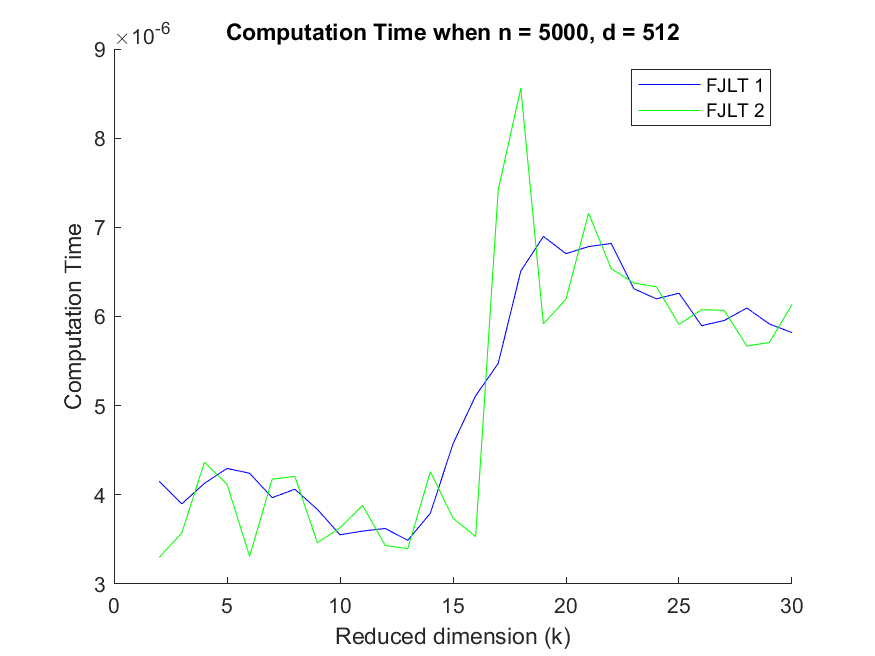 Computation Time when n = 5000, d = 512
×10-6
9
8
7
6
5
4
3
Computation Time
0 5 10 15 20 25 30
Reduced dimension (k)
FJLT 1
FJLT 2